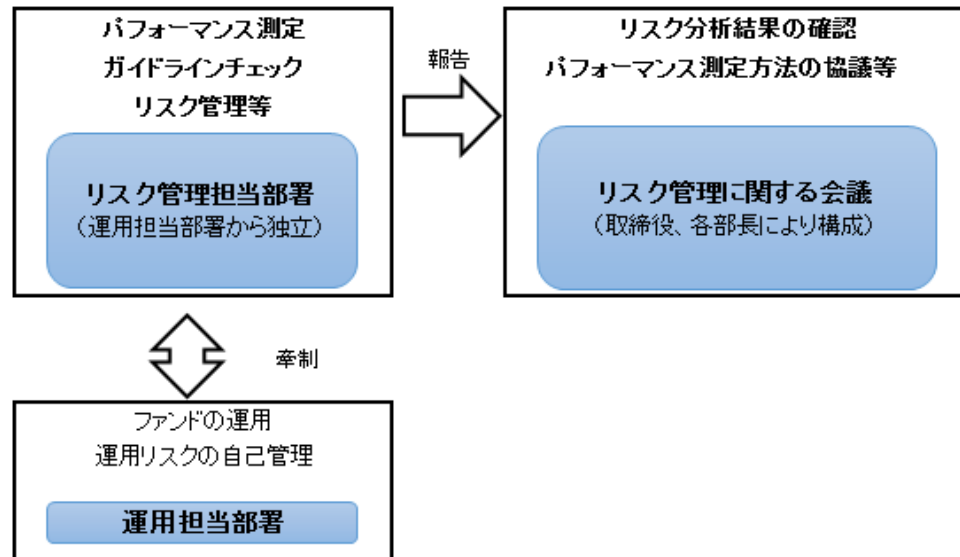 パフォーマンス測定
ガイドラインチェック
リスク管理等
リスク管理担当部署
（運用担当部署から独立）
報告
リスク分析結果の確認
パフォーマンス測定方法の協議等
リスク管理に関する会議
（取締役、各部長により構成）
牽制
ファンドの運用
運用リスクの自己管理
運用担当部署